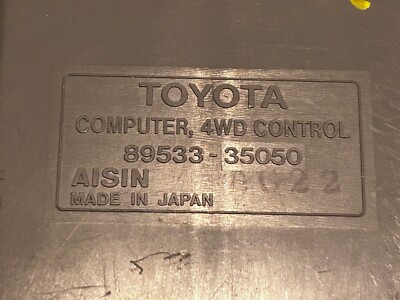 TOYOTA
COMPUTER, 4WD CONTROL
89533-35050
AISIN
MADE IN JAPAN